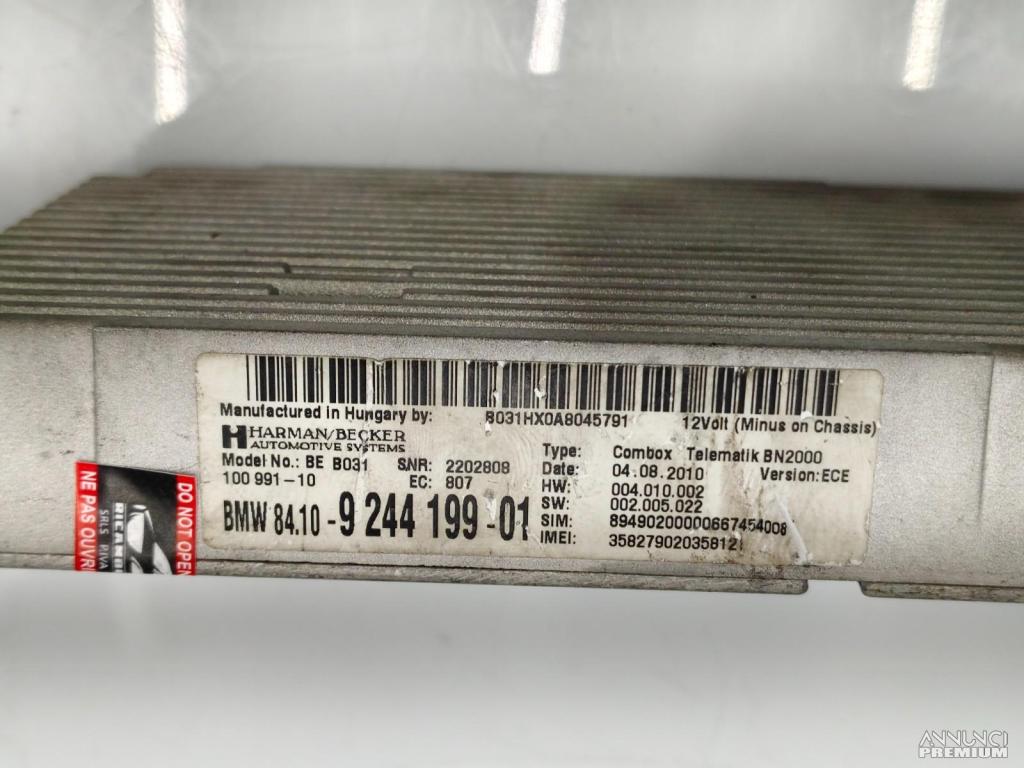 Manufactured in Hungary by: B031HX0A8045791 12Volt (Minus on Chassis)
HARMAN/BECKER
AUTOMOTIVE SYSTEMS
Model No.: BE B031 SNR: 2202808
100 991-10 EC: 807
BMW 84.10-9 244 199-01
Type: Combox Telematik BN2000
Date: 04.08.2010 Version: ECE
HW: 004.010.002
SW: 002.005.022
SIM: 89490200000667454008
IMEI: 35827902035812
DO NOT OPEN
SRLS RIVA
NE PAS OUVRI
ANNUNCI
PREMIUM